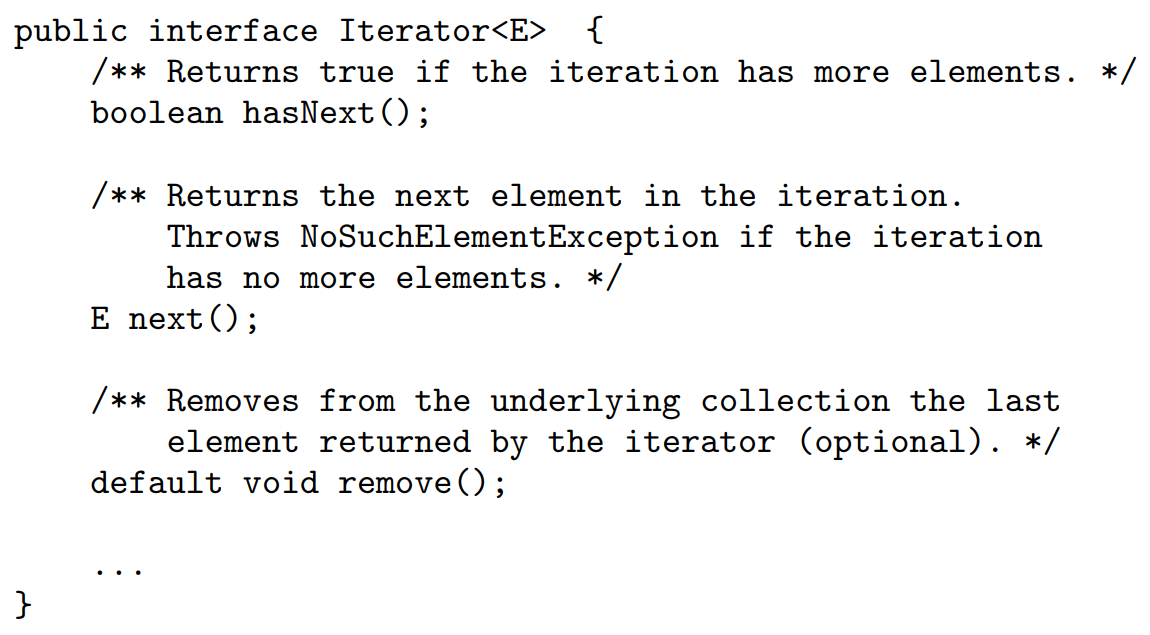 public interface Iterator<E>  {
    /** Returns true if the iteration has more elements. */
    boolean hasNext();

    /** Returns the next element in the iteration.
        Throws NoSuchElementException if the iteration
        has no more elements. */
    E next();

    /** Removes from the underlying collection the last
        element returned by the iterator (optional). */
    default void remove();

    ...
}